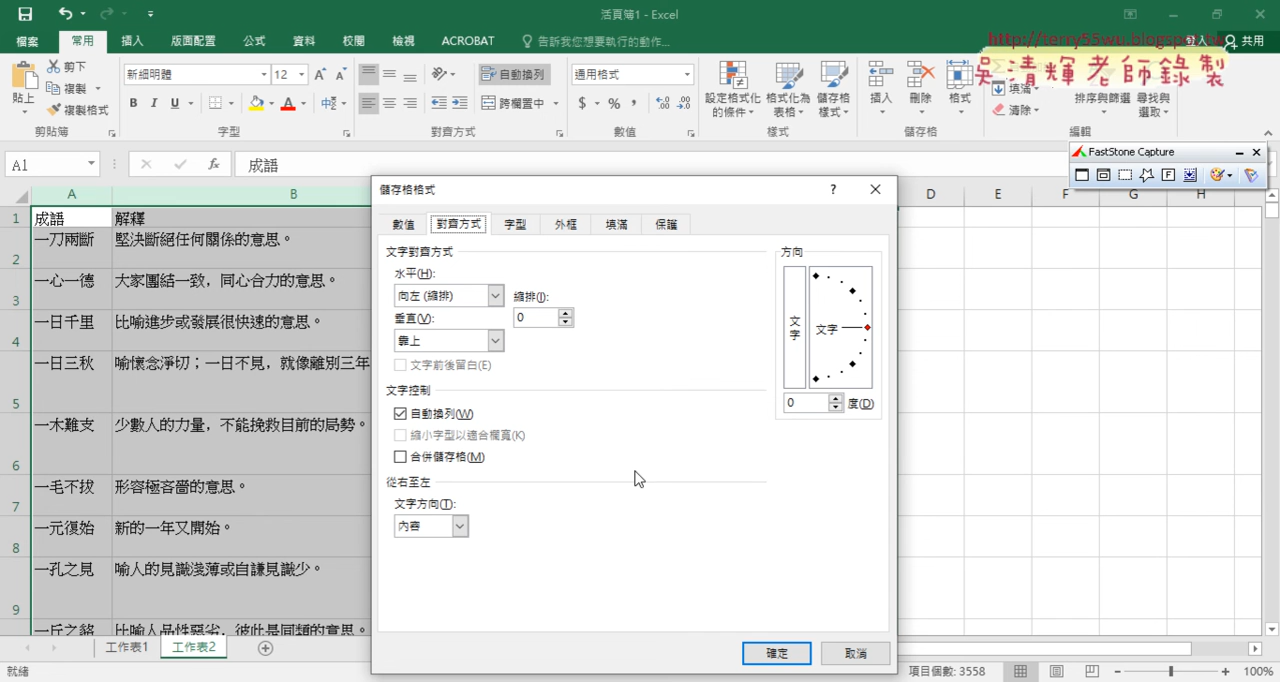 活頁簿1 - Excel
檔案 常用 插入 版面配置 公式 資料 校閱 檢視 ACROBAT 告訴我您想要執行的動作...
登入 共用
http://terry55wu.blogspot.tw
吳清輝老師錄製
貼上 剪下 複製 複製格式
新細明體 12
B I U
自動換列 跨欄置中
通用格式
$ % ,
設定格式化的條件 格式化為表格 儲存格樣式
插入 刪除 格式
填滿 清除
排序與篩選 尋找與選取
剪貼簿 字型 對齊方式 數值 樣式 儲存格 編輯
A1 fx 成語
FastStone Capture
A B D E F G H
1 成語 解釋
2 一刀兩斷 堅決斷絕任何關係的意思。
3 一心一德 大家團結一致,同心合力的意思。
4 一日千里 比喻進步或發展很快速的意思。
5 一日三秋 喻懷念淨切;一日不見,就像離別三年
6 一木難支 少數人的力量,不能挽救目前的局勢。
7 一毛不拔 形容極吝嗇的意思。
8 一元復始 新的一年又開始。
9 一孔之見 喻人的見識淺薄或自謙見識少。
一丘之貉 比喻人品性惡劣,彼此是同類的意思。
儲存格格式
? ×
數值 對齊方式 字型 外框 填滿 保護
文字對齊方式
水平(H):
向左 (縮排) 縮排(I):
0
垂直(V):
靠上
文字前後留白(E)
文字控制
自動換列(W)
縮小字型以適合欄寬(K)
合併儲存格(M)
從右至左
文字方向(T):
內容
方向
文字
文字
0 度(D)
確定 取消
工作表1 工作表2
就緒 項目個數: 3558 100%